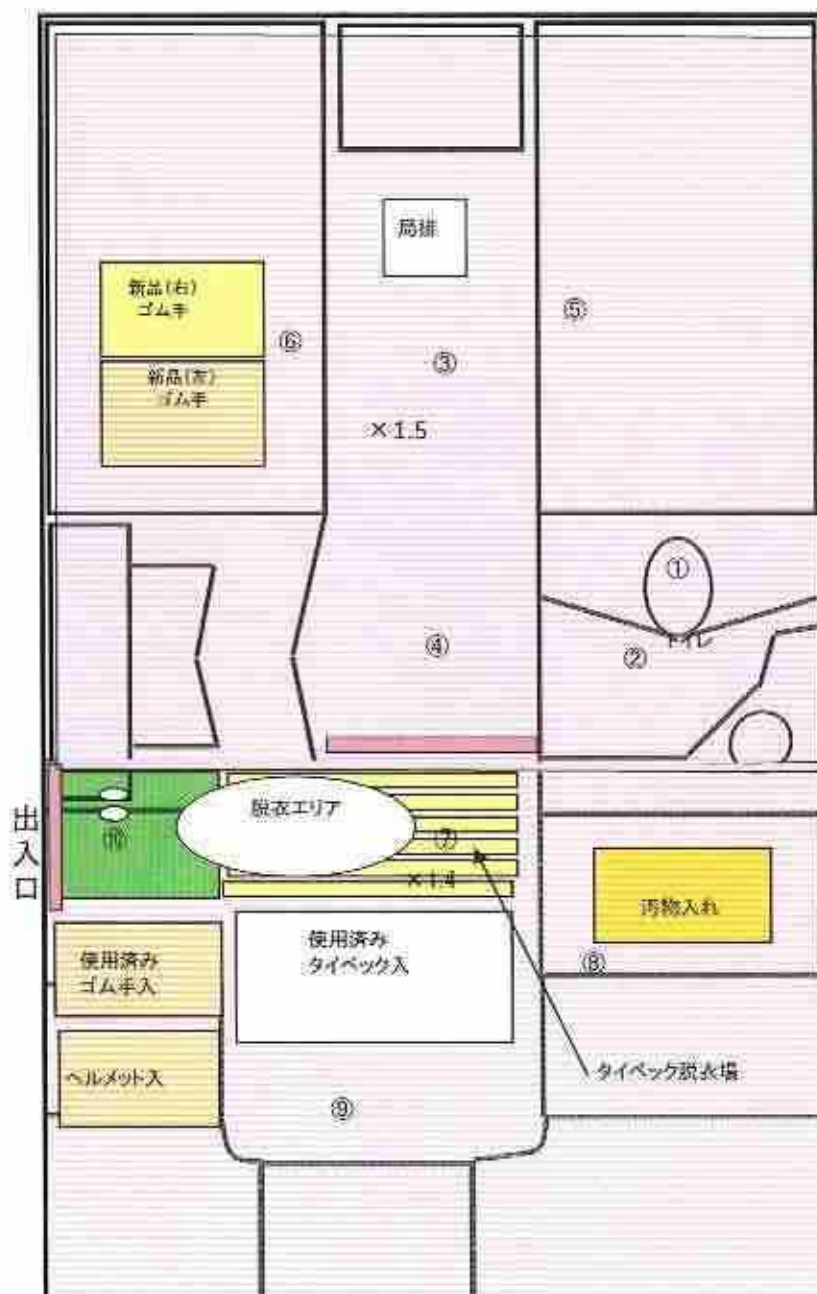 局排
新品(右)
ゴム手
⑤
⑥
③
新品(左)
ゴム手
×1.5
①
トイレ
④
②
出入口
脱衣エリア
⑦
⑩
×1.4
汚物入れ
使用済み
タイベック入
使用済み
ゴム手入
⑧
タイベック脱衣場
ヘルメット入
⑨